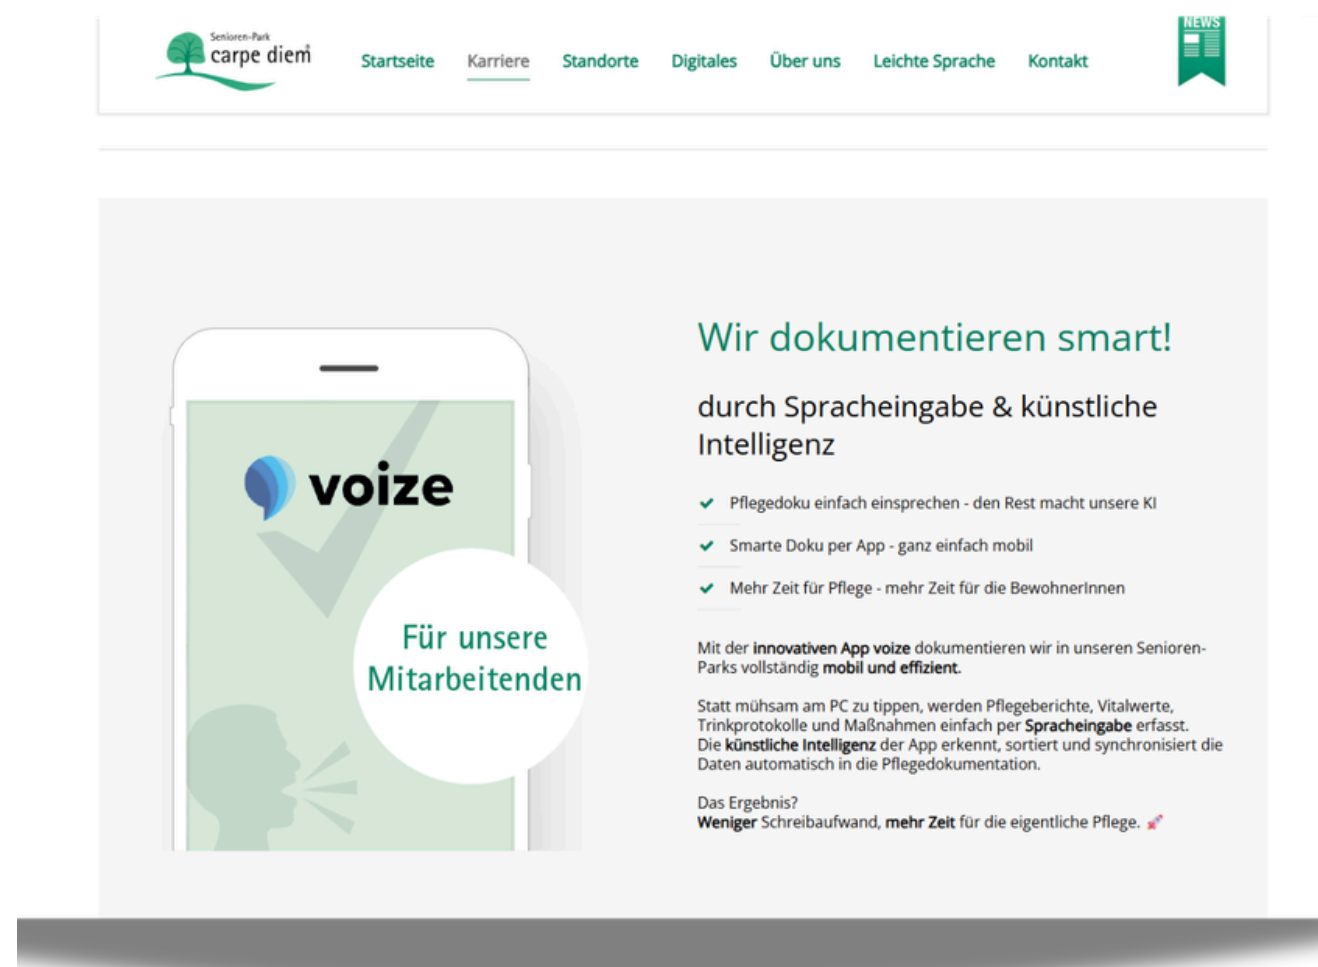 Senioren-Park
carpe diem
Startseite Karriere Standorte Digitales Über uns Leichte Sprache Kontakt
NEWS
voize
Für unsere
Mitarbeitenden
Wir dokumentieren smart!
durch Spracheingabe & künstliche
Intelligenz
Pflegedoku einfach einsprechen - den Rest macht unsere KI
Smarte Doku per App - ganz einfach mobil
Mehr Zeit für Pflege - mehr Zeit für die BewohnerInnen
Mit der innovativen App voize dokumentieren wir in unseren Senioren-
Parks vollständig mobil und effizient.
Statt mühsam am PC zu tippen, werden Pflegeberichte, Vitalwerte,
Trinkprotokolle und Maßnahmen einfach per Spracheingabe erfasst.
Die künstliche Intelligenz der App erkennt, sortiert und synchronisiert die
Daten automatisch in die Pflegedokumentation.
Das Ergebnis?
Weniger Schreibaufwand, mehr Zeit für die eigentliche Pflege. 🚀